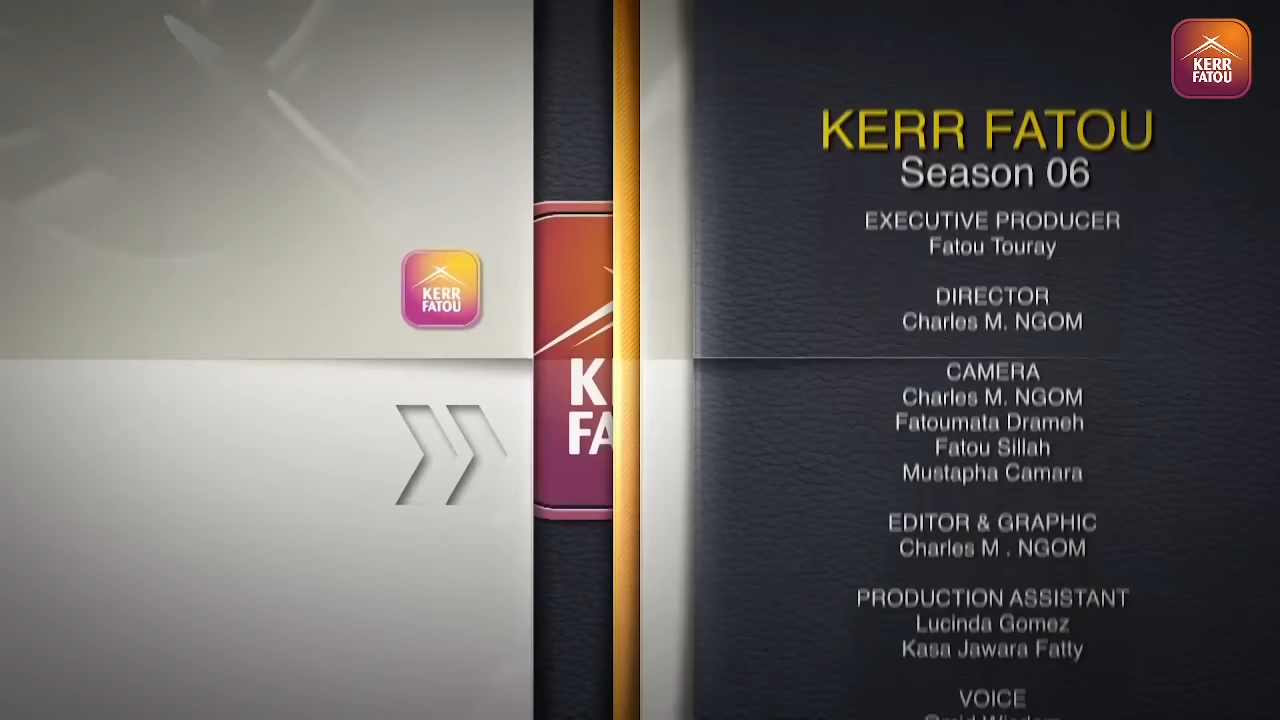 KERR
FATOU
KERR
FATOU
K
FA
KERR FATOU
Season 06
EXECUTIVE PRODUCER
Fatou Touray
DIRECTOR
Charles M. NGOM
CAMERA
Charles M. NGOM
Fatoumata Drameh
Fatou Sillah
Mustapha Camara
EDITOR & GRAPHIC
Charles M . NGOM
PRODUCTION ASSISTANT
Lucinda Gomez
Kasa Jawara Fatty
VOICE